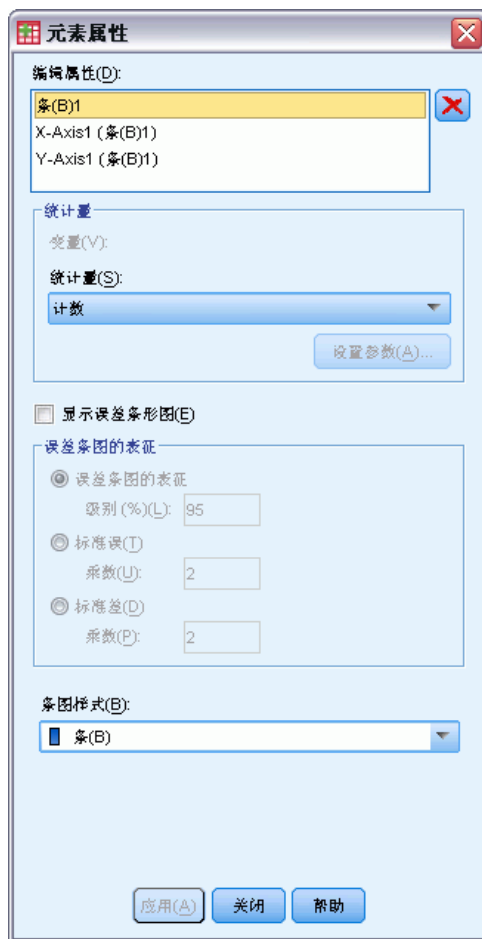 元素属性
编辑属性(D):
条(B)1
X-Axis1 (条(B)1)
Y-Axis1 (条(B)1)
统计量
变量(V):
统计量(S):
计数
设置参数(A)...
显示误差条形图(E)
误差条图的表征
误差条图的表征
级别(%)(L): 95
标准误(T)
乘数(U): 2
标准差(D)
乘数(P): 2
条图样式(B):
条(B)
应用(A) 关闭 帮助